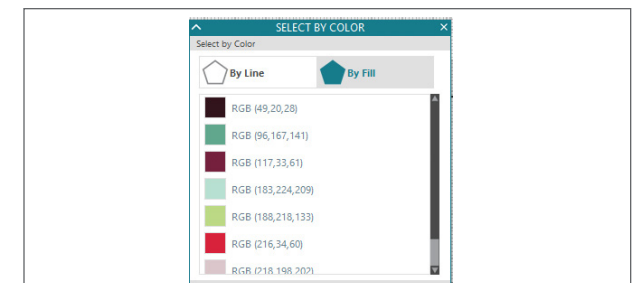 SELECT BY COLOR
Select by Color
By Line By Fill
RGB (49,20,28)
RGB (96,167,141)
RGB (117,33,61)
RGB (183,224,209)
RGB (188,218,133)
RGB (216,34,60)
RGB (218,198,202)